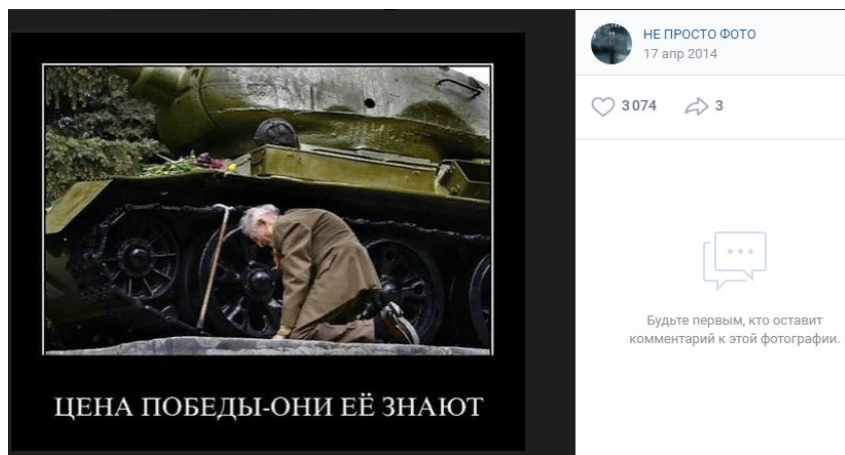 НЕ ПРОСТО ФОТО
17 апр 2014
3 074
3
Будьте первым, кто оставит
комментарий к этой фотографии.
ЦЕНА ПОБЕДЫ-ОНИ ЕЁ ЗНАЮТ